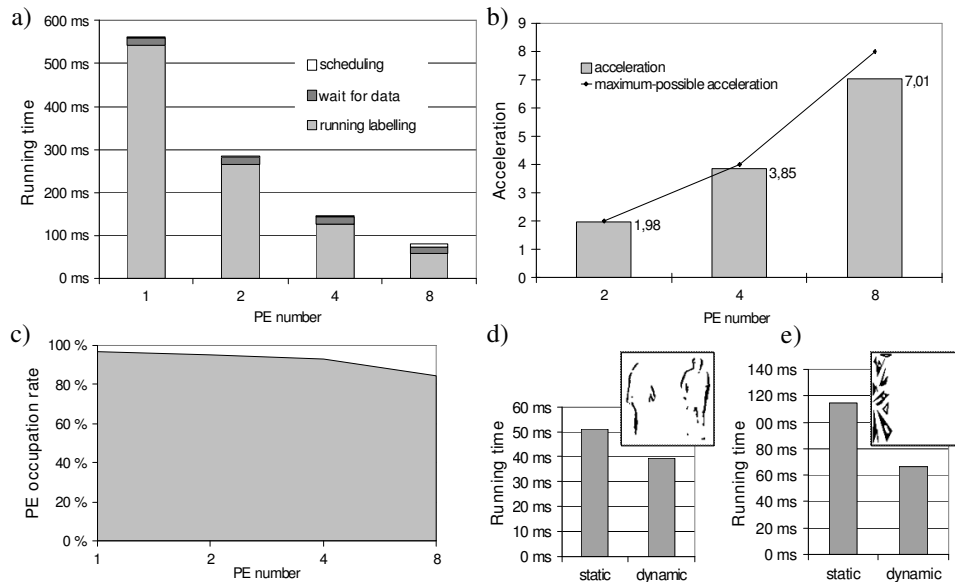 a)
600 ms
500 ms
400 ms
300 ms
200 ms
100 ms
0 ms
Running time
scheduling
wait for data
running labelling
1 2 4 8
PE number
b)
9
8
7
6
5
4
3
2
1
0
Acceleration
acceleration
maximum-possible acceleration
1,98
3,85
7,01
2 4 8
PE number
c)
100 %
80 %
60 %
40 %
20 %
0 %
PE occupation rate
1 2 4 8
PE number
d)
60 ms
50 ms
40 ms
30 ms
20 ms
10 ms
0 ms
Running time
static dynamic
e)
140 ms
120 ms
00 ms
80 ms
60 ms
40 ms
20 ms
0 ms
Running time
static dynamic